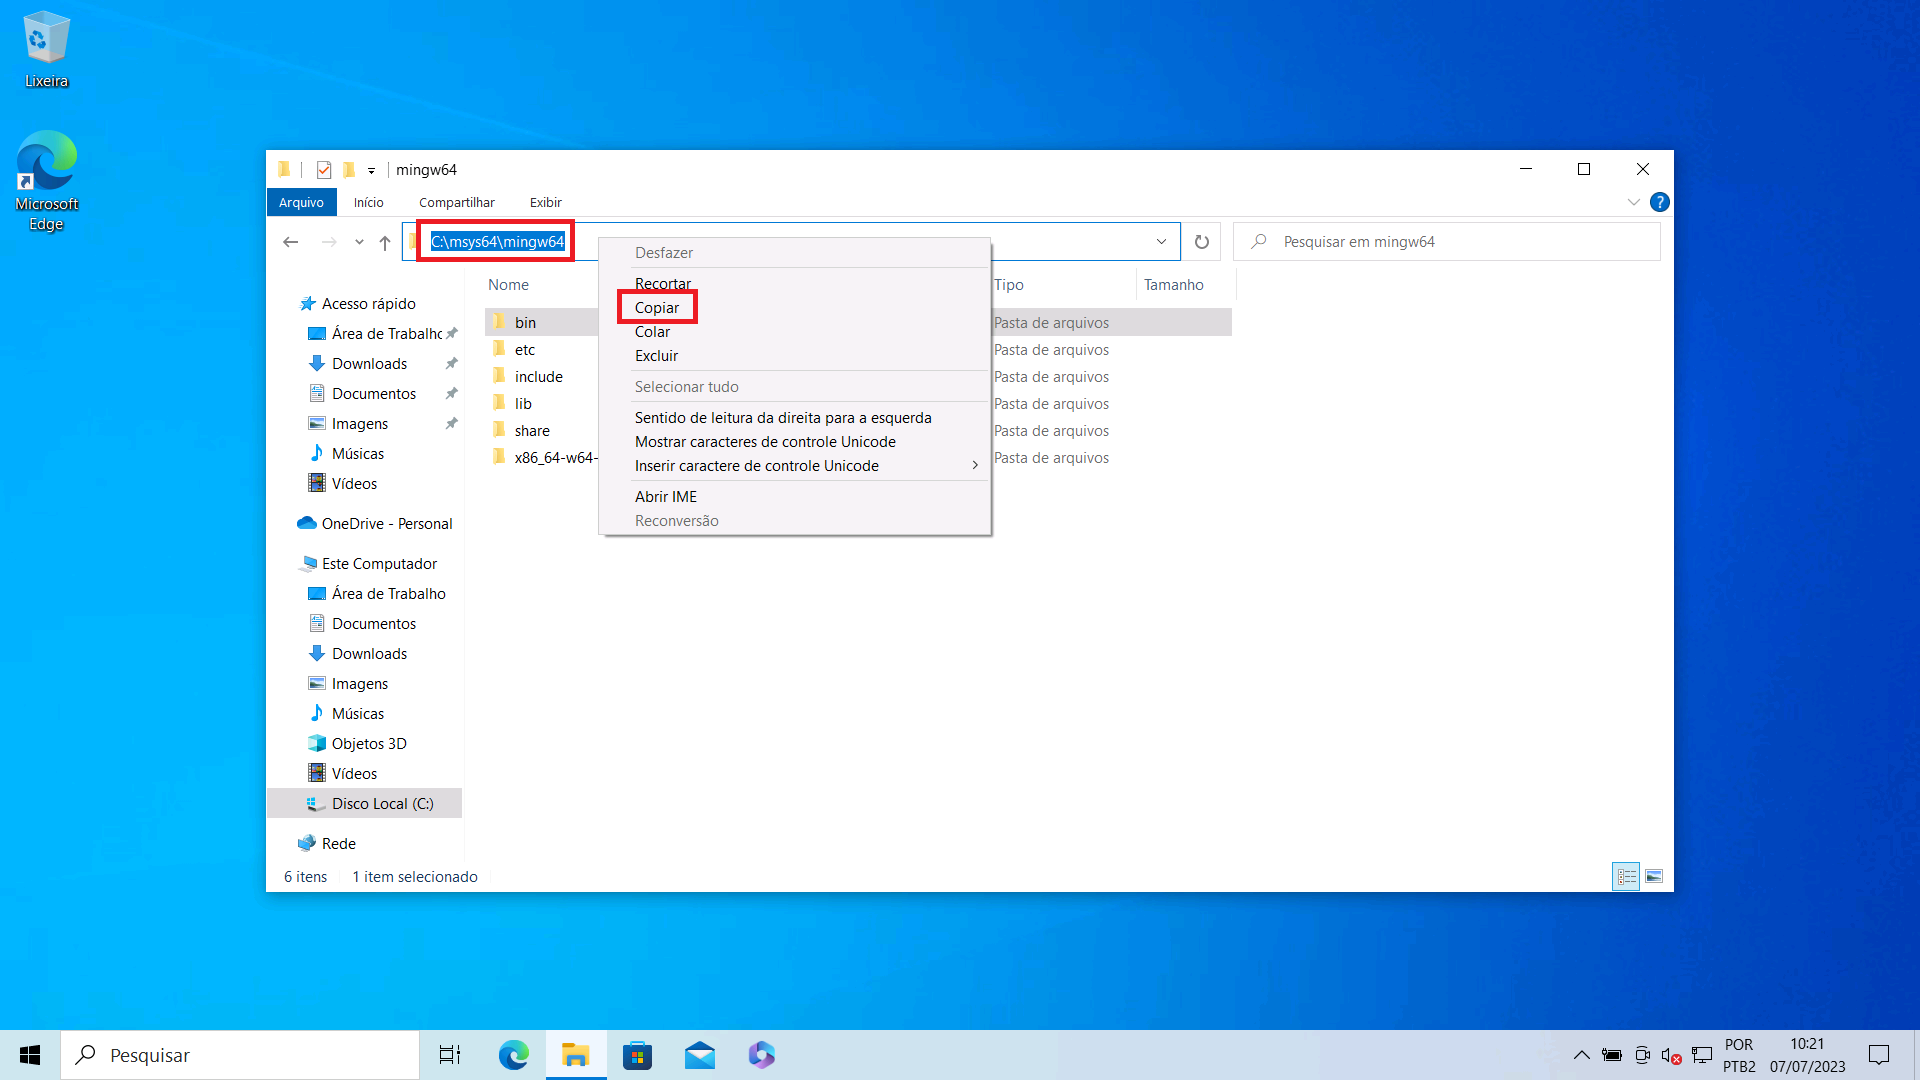 Lixeira
Microsoft
Edge
mingw64
Arquivo
Início
Compartilhar
Exibir
?
C:\msys64\mingw64
Pesquisar em mingw64
Nome
Tipo
Tamanho
Acesso rápido
Área de Trabalho
Downloads
Documentos
Imagens
Músicas
Vídeos
OneDrive - Personal
Este Computador
Área de Trabalho
Documentos
Downloads
Imagens
Músicas
Objetos 3D
Vídeos
Disco Local (C:)
Rede
bin
Pasta de arquivos
etc
Pasta de arquivos
include
Pasta de arquivos
lib
Pasta de arquivos
share
Pasta de arquivos
x86_64-w64-
Pasta de arquivos
Desfazer
Recortar
Copiar
Colar
Excluir
Selecionar tudo
Sentido de leitura da direita para a esquerda
Mostrar caracteres de controle Unicode
Inserir caractere de controle Unicode
Abrir IME
Reconversão
6 itens
1 item selecionado
Pesquisar
POR
PTB2
10:21
07/07/2023